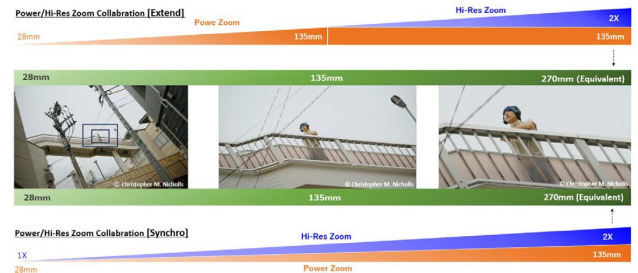 Power/Hi-Res Zoom Collabration [Extend]
Hi-Res Zoom
Powe Zoom
2X
28mm
135mm
135mm
28mm
135mm
270mm (Equivalent)
© Christopher M. Nicholls
© Christopher M. Nicholls
© Christopher M. Nicholls
28mm
135mm
270mm (Equivalent)
Power/Hi-Res Zoom Collabration [Synchro]
Hi-Res Zoom
2X
1X
135mm
28mm
Power Zoom